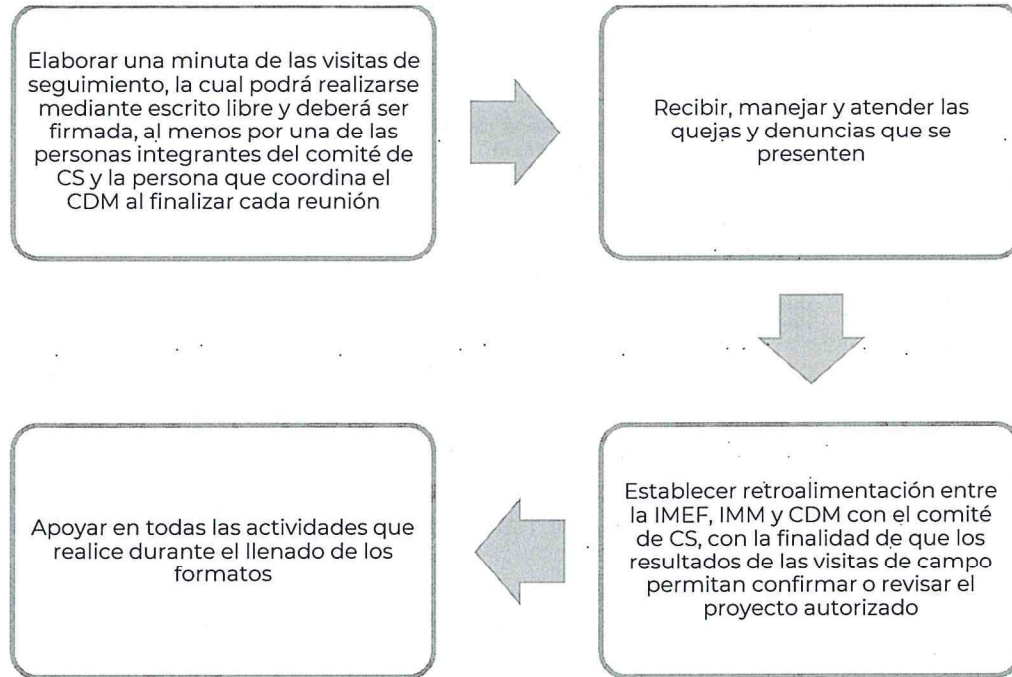 Elaborar una minuta de las visitas de
seguimiento, la cual podrá realizarse
mediante escrito libre y deberá ser
firmada, al menos por una de las
personas integrantes del comité de
CS y la persona que coordina el
CDM al finalizar cada reunión
Recibir, manejar y atender las
quejas y denuncias que se
presenten
Establecer retroalimentación entre
la IMEF, IMM y CDM con el comité
de CS, con la finalidad de que los
resultados de las visitas de campo
permitan confirmar o revisar el
proyecto autorizado
Apoyar en todas las actividades que
realice durante el llenado de los
formatos